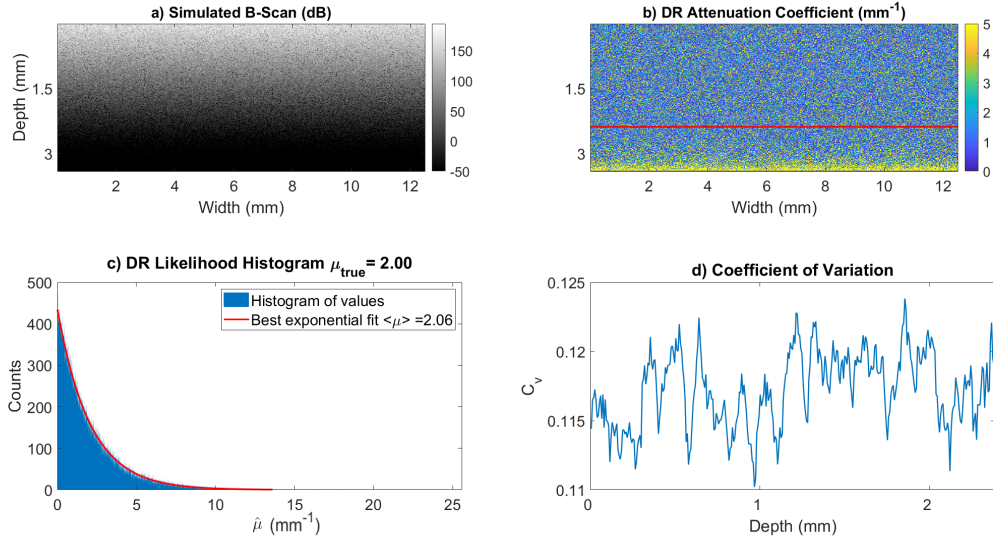 a) Simulated B-Scan (dB)
Depth (mm)
1.5
3
2 4 6 8 10 12
Width (mm)
150
100
50
0
-50
b) DR Attenuation Coefficient (mm⁻¹)
1.5
3
2 4 6 8 10 12
Width (mm)
5
4
3
2
1
0
c) DR Likelihood Histogram μtrue= 2.00
Counts
500
400
300
200
100
0
Histogram of values
Best exponential fit <μ> =2.06
0 5 10 15 20 25
μ̂ (mm⁻¹)
d) Coefficient of Variation
Cv
0.125
0.12
0.115
0.11
0 1 2
Depth (mm)